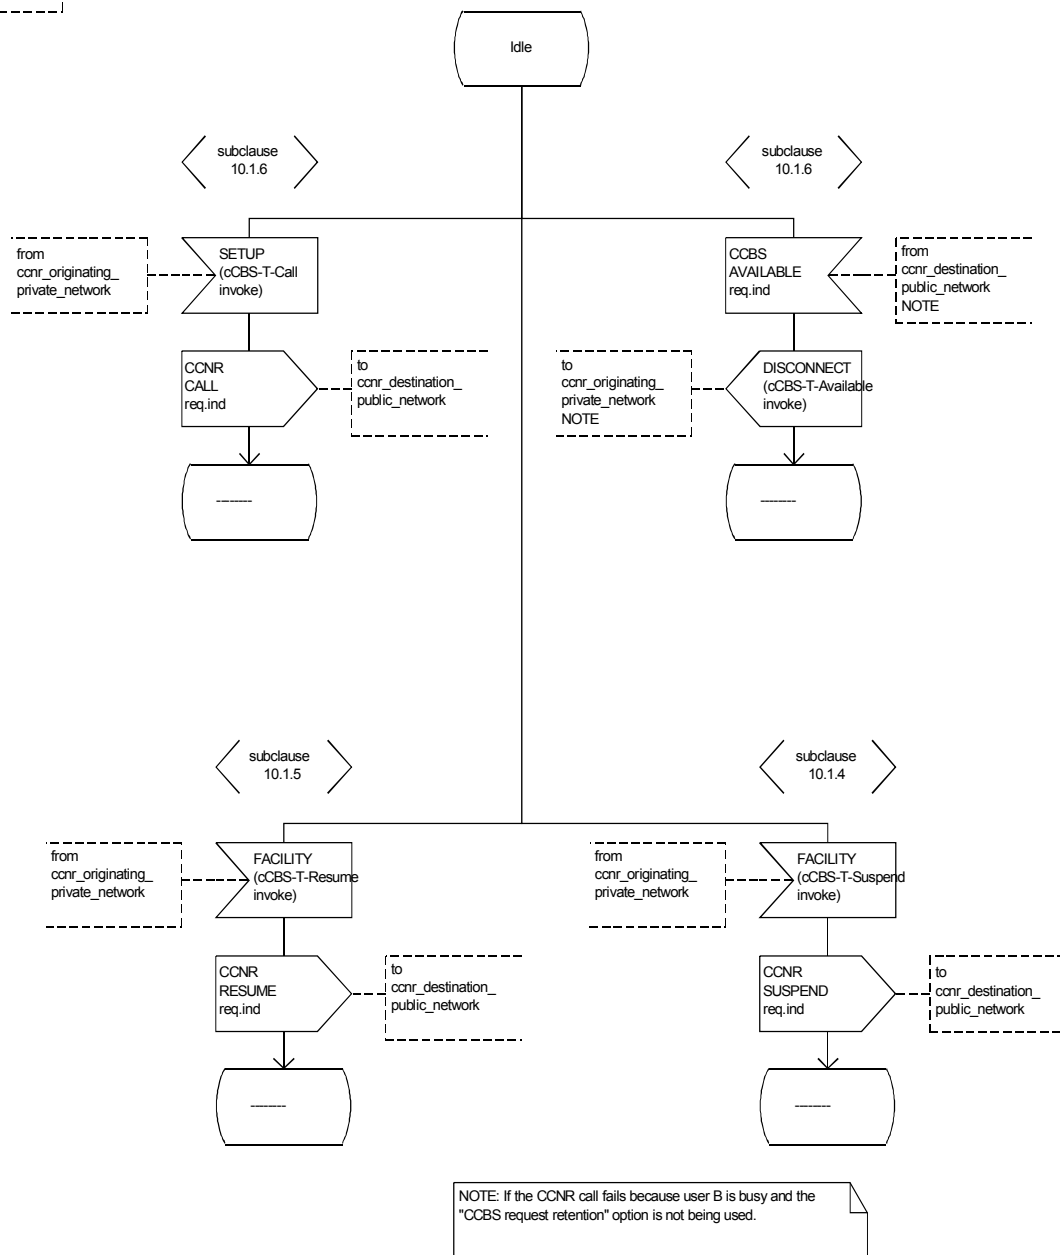 Idle
subclause
10.1.6
subclause
10.1.6
from
ccnr_originating_
private_network
SETUP
(cCBS-T-Call
invoke)
CCBS
AVAILABLE
req.ind
from
ccnr_destination_
public_network
NOTE
CCNR
CALL
req.ind
to
ccnr_destination_
public_network
to
ccnr_originating_
private_network
NOTE
DISCONNECT
(cCBS-T-Available
invoke)
--------
--------
subclause
10.1.5
subclause
10.1.4
from
ccnr_originating_
private_network
FACILITY
(cCBS-T-Resume
invoke)
from
ccnr_originating_
private_network
FACILITY
(cCBS-T-Suspend
invoke)
CCNR
RESUME
req.ind
to
ccnr_destination_
public_network
CCNR
SUSPEND
req.ind
to
ccnr_destination_
public_network
--------
--------
NOTE: If the CCNR call fails because user B is busy and the
"CCBS request retention" option is not being used.